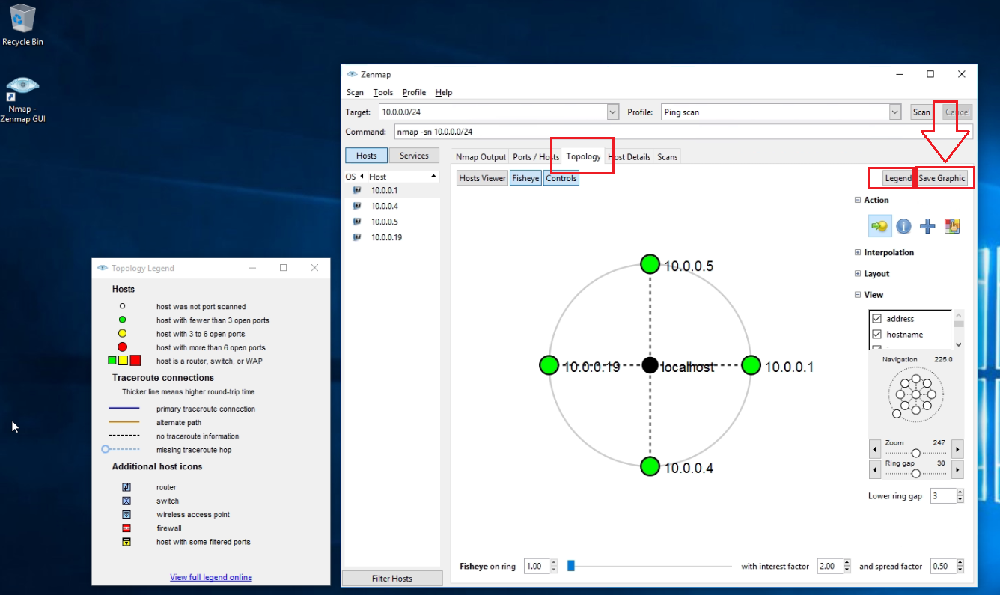 Recycle Bin
Nmap -
Zenmap GUI
Zenmap
Scan Tools Profile Help
Target: 10.0.0.0/24 Profile: Ping scan Scan Cancel
Command: nmap -sn 10.0.0.0/24
Hosts Services
Nmap Output Ports / Hosts Topology Host Details Scans
OS Host
10.0.0.1
10.0.0.4
10.0.0.5
10.0.0.19
Filter Hosts
Hosts Viewer Fisheye Controls Legend Save Graphic
10.0.0.5
10.0.0.19 localhost 10.0.0.1
10.0.0.4
Action
Interpolation
Layout
View
address
hostname
Navigation 225.0
Zoom 247
Ring gap 30
Lower ring gap 3
Fisheye on ring 1.00 with interest factor 2.00 and spread factor 0.50
Topology Legend
Hosts
host was not port scanned
host with fewer than 3 open ports
host with 3 to 6 open ports
host with more than 6 open ports
host is a router, switch, or WAP
Traceroute connections
Thicker line means higher round-trip time
primary traceroute connection
alternate path
no traceroute information
missing traceroute hop
Additional host icons
router
switch
wireless access point
firewall
host with some filtered ports
View full legend online